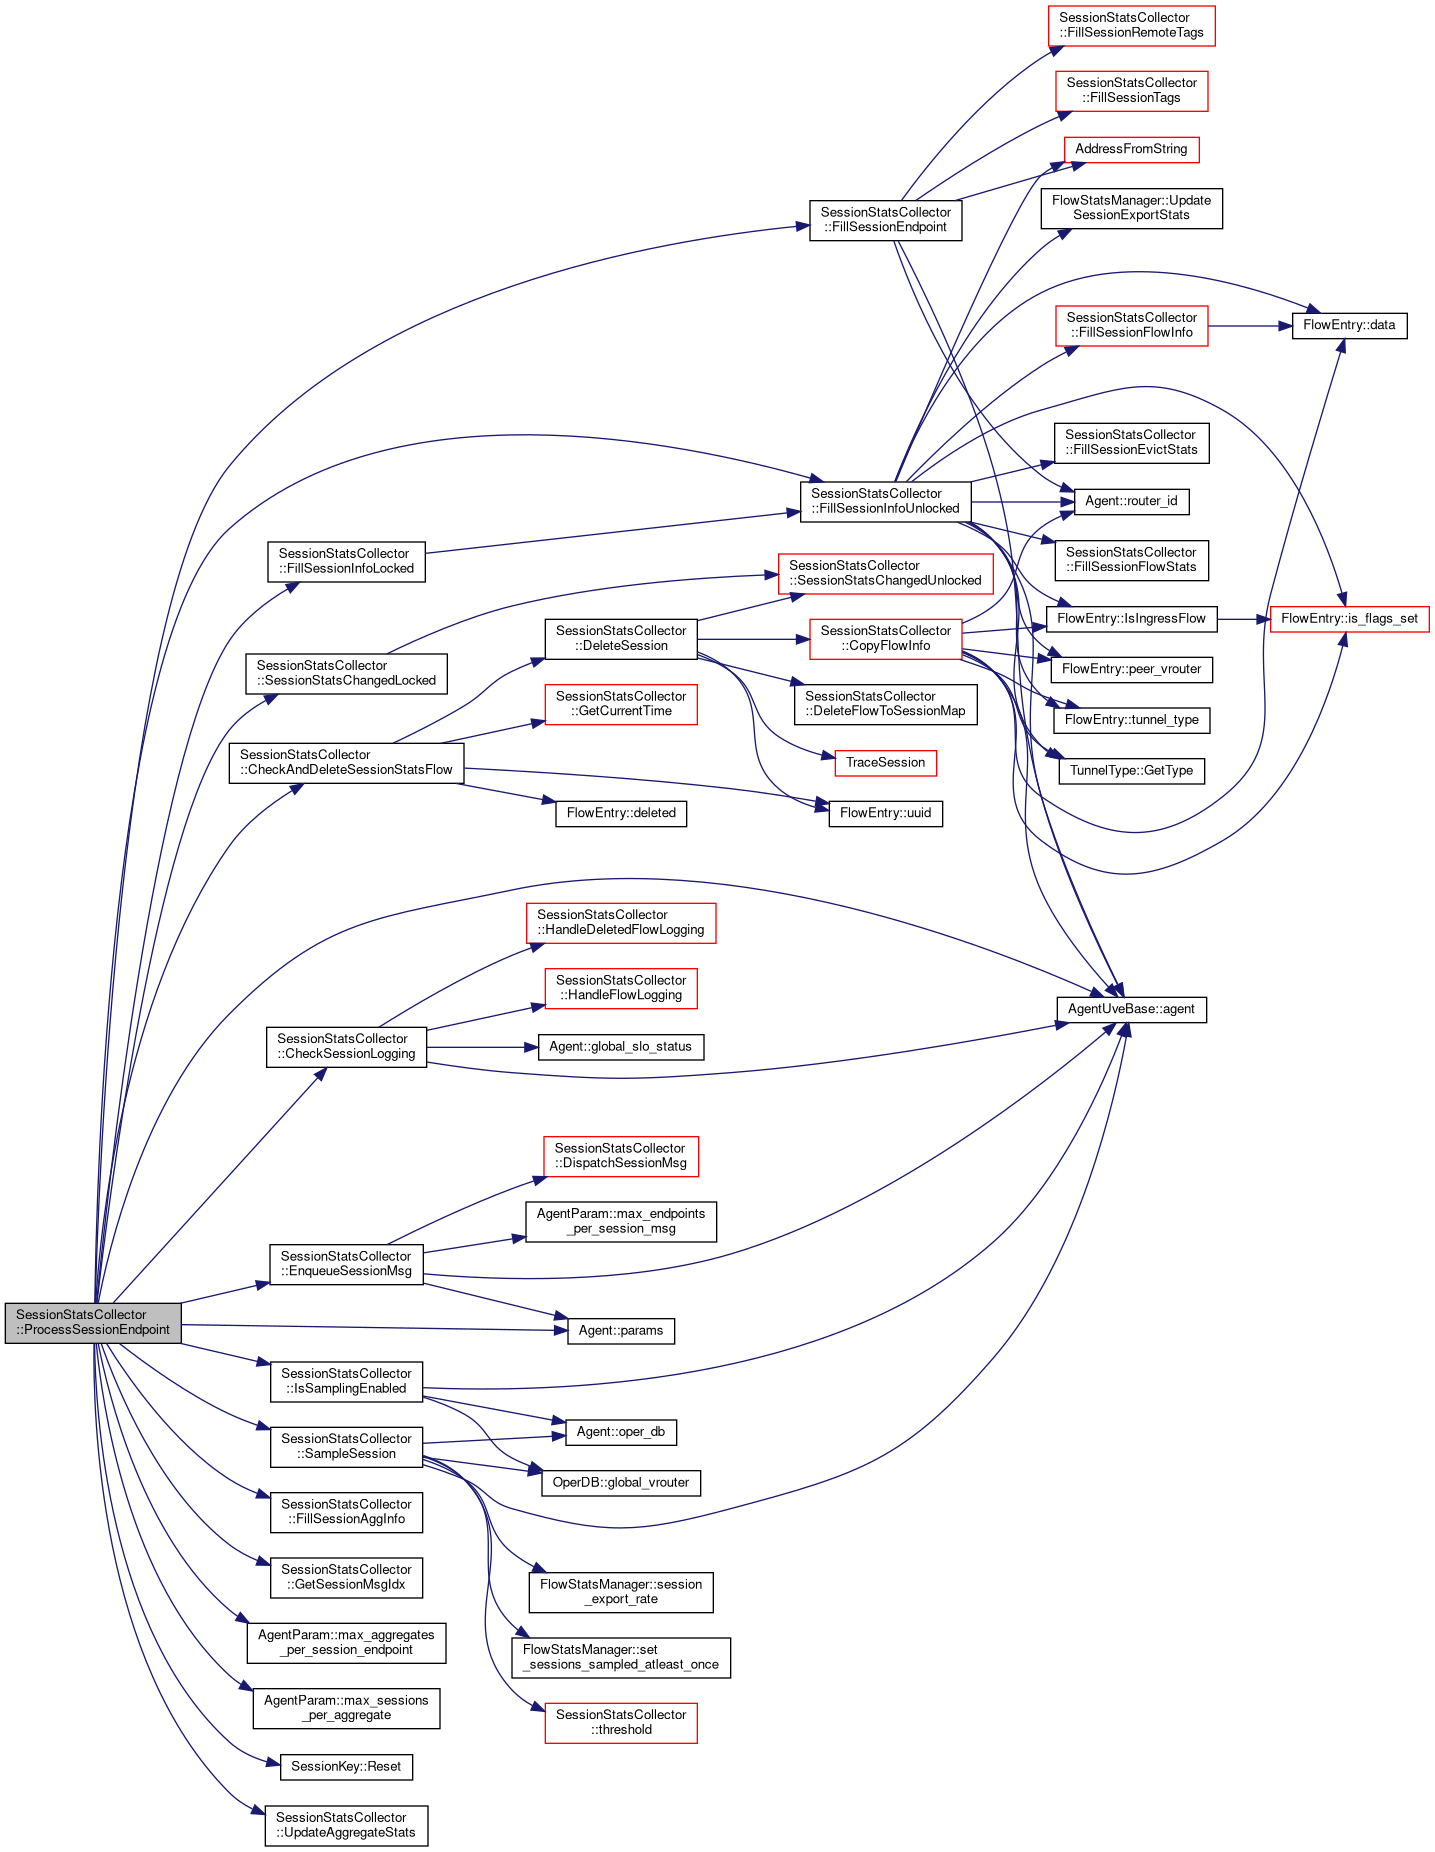 SessionStatsCollector
::FillSessionRemoteTags
SessionStatsCollector
::FillSessionTags
AddressFromString
FlowStatsManager::Update
SessionExportStats
SessionStatsCollector
::FillSessionEndpoint
SessionStatsCollector
::FillSessionFlowInfo
FlowEntry::data
SessionStatsCollector
::FillSessionEvictStats
SessionStatsCollector
::FillSessionInfoUnlocked
Agent::router_id
SessionStatsCollector
::FillSessionInfoLocked
SessionStatsCollector
::FillSessionFlowStats
SessionStatsCollector
::SessionStatsChangedUnlocked
FlowEntry::IsIngressFlow
FlowEntry::is_flags_set
SessionStatsCollector
::DeleteSession
SessionStatsCollector
::CopyFlowInfo
SessionStatsCollector
::SessionStatsChangedLocked
FlowEntry::peer_vrouter
SessionStatsCollector
::GetCurrentTime
SessionStatsCollector
::DeleteFlowToSessionMap
FlowEntry::tunnel_type
SessionStatsCollector
::CheckAndDeleteSessionStatsFlow
TraceSession
TunnelType::GetType
FlowEntry::deleted
FlowEntry::uuid
SessionStatsCollector
::HandleDeletedFlowLogging
SessionStatsCollector
::HandleFlowLogging
AgentUveBase::agent
SessionStatsCollector
::CheckSessionLogging
Agent::global_slo_status
SessionStatsCollector
::DispatchSessionMsg
AgentParam::max_endpoints
_per_session_msg
SessionStatsCollector
::EnqueueSessionMsg
SessionStatsCollector
::ProcessSessionEndpoint
Agent::params
SessionStatsCollector
::IsSamplingEnabled
Agent::oper_db
SessionStatsCollector
::SampleSession
OperDB::global_vrouter
SessionStatsCollector
::FillSessionAggInfo
SessionStatsCollector
::GetSessionMsgIdx
FlowStatsManager::session
_export_rate
AgentParam::max_aggregates
_per_session_endpoint
FlowStatsManager::set
_sessions_sampled_atleast_once
AgentParam::max_sessions
_per_aggregate
SessionStatsCollector
::threshold
SessionKey::Reset
SessionStatsCollector
::UpdateAggregateStats